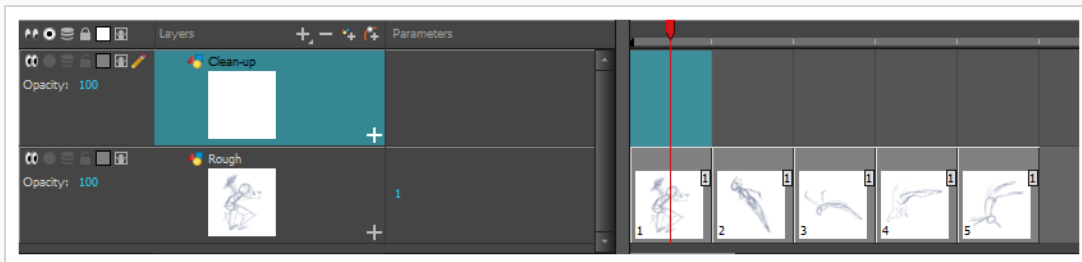 Layers Parameters
Clean-up
Opacity: 100
Rough
Opacity: 100
1
1 1 1 1 1
1 2 3 4 5